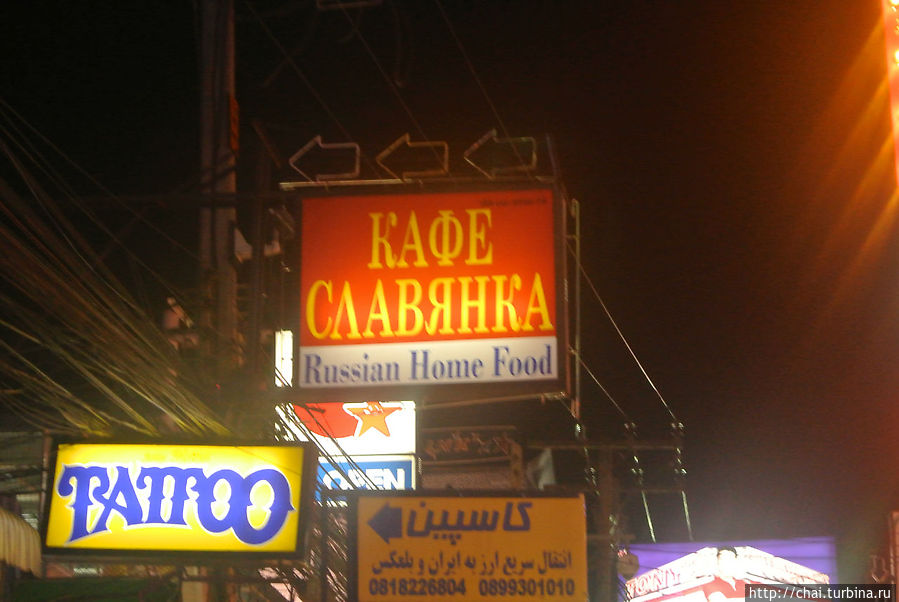 КАФЕ
СЛАВЯНКА
Russian Home Food
OPEN
TATTOO
کاسپین
انتقال سریع ارز به ایران و بلعکس
0818226804 0899301010
http://chai.turbina.ru